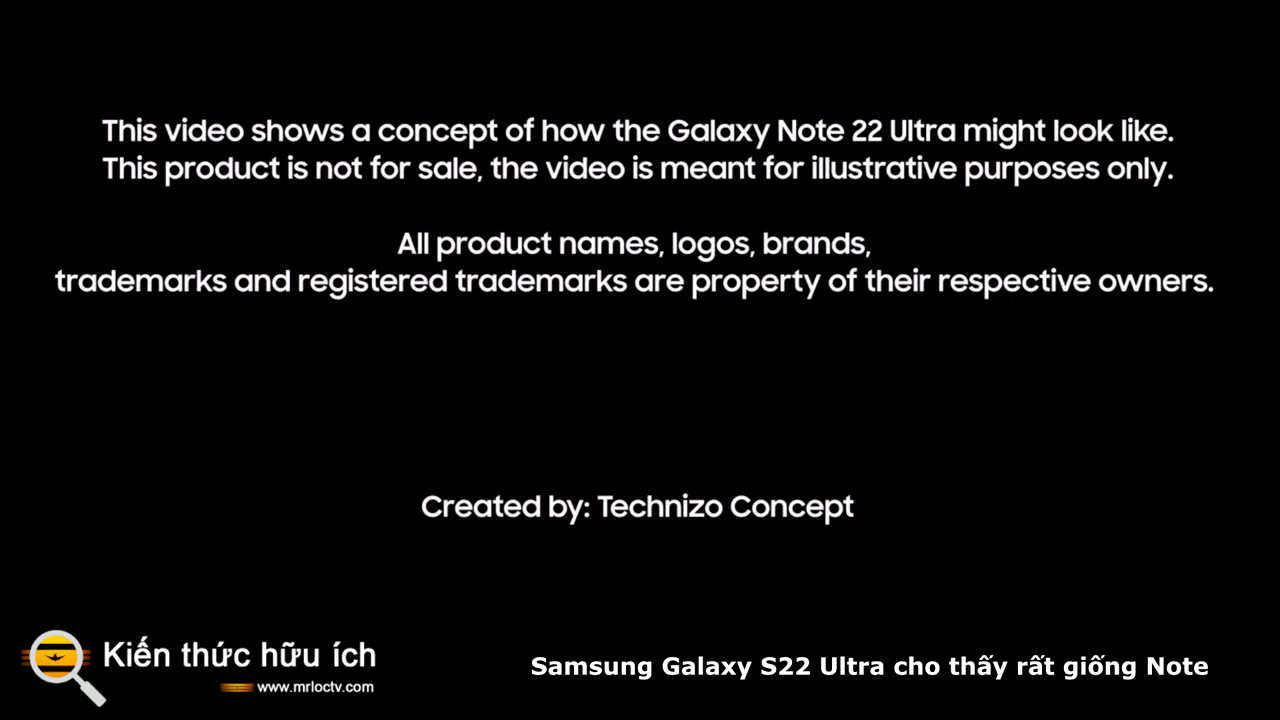 This video shows a concept of how the Galaxy Note 22 Ultra might look like.
This product is not for sale, the video is meant for illustrative purposes only.
All product names, logos, brands,
trademarks and registered trademarks are property of their respective owners.
Created by: Technizo Concept
Kiến thức hữu ích
www.mrloctv.com
Samsung Galaxy S22 Ultra cho thấy rất giống Note